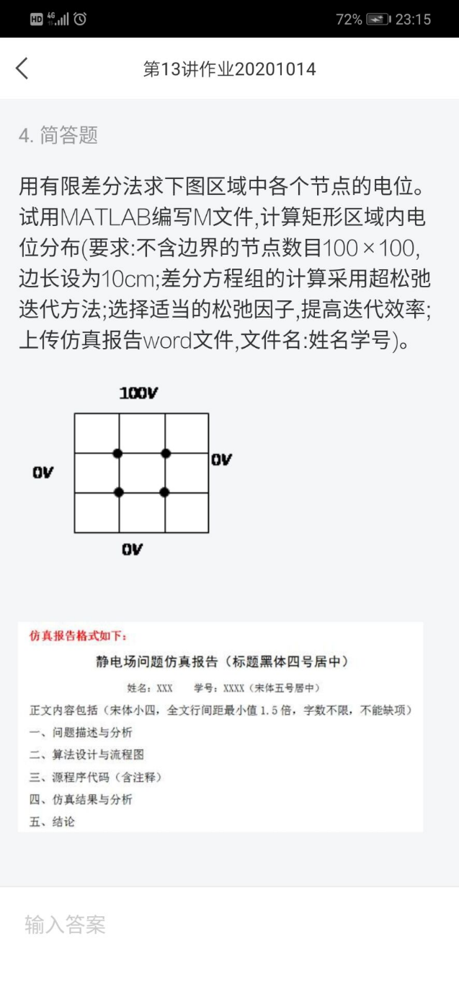 HD 4G 72% 23:15
第13讲作业20201014
4. 简答题
用有限差分法求下图区域中各个节点的电位。
试用MATLAB编写M文件,计算矩形区域内电
位分布(要求:不含边界的节点数目100×100,
边长设为10cm;差分方程组的计算采用超松弛
迭代方法;选择适当的松弛因子,提高迭代效率;
上传仿真报告word文件,文件名:姓名学号)。
100V
0V
0V
0V
仿真报告格式如下：
静电场问题仿真报告（标题黑体四号居中）
姓名：XXX 学号：XXXX（宋体五号居中）
正文内容包括（宋体小四，全文行间距最小值 1.5 倍，字数不限，不能缺项）
一、问题描述与分析
二、算法设计与流程图
三、源程序代码（含注释）
四、仿真结果与分析
五、结论
输入答案